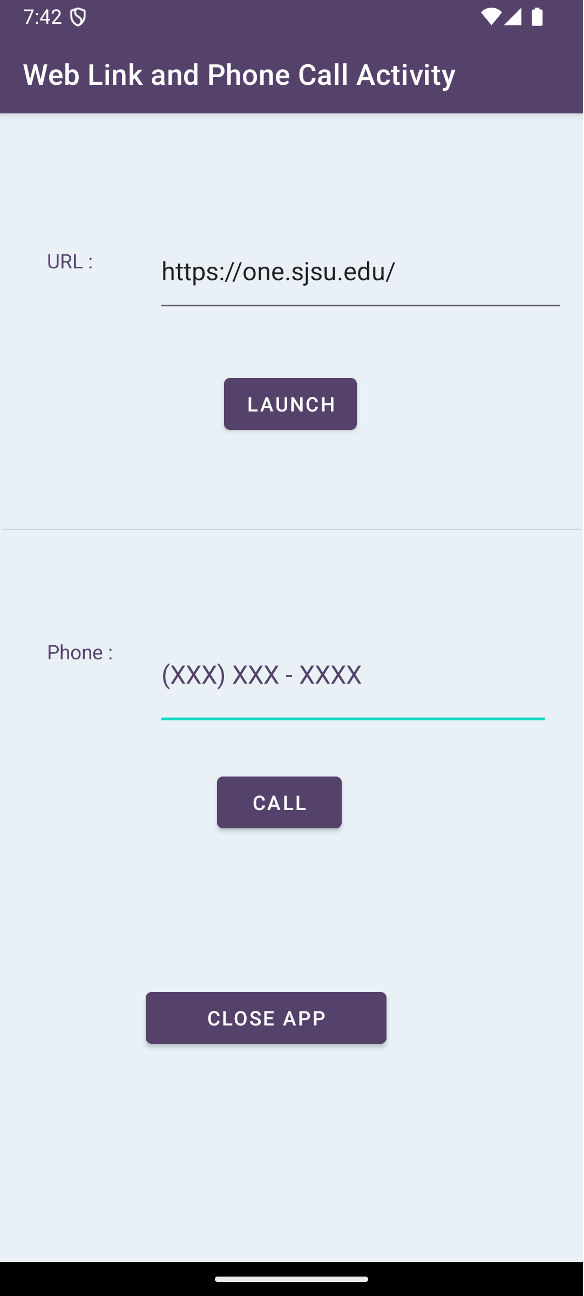 7:42
Web Link and Phone Call Activity
URL :
https://one.sjsu.edu/
LAUNCH
Phone :
(XXX) XXX - XXXX
CALL
CLOSE APP